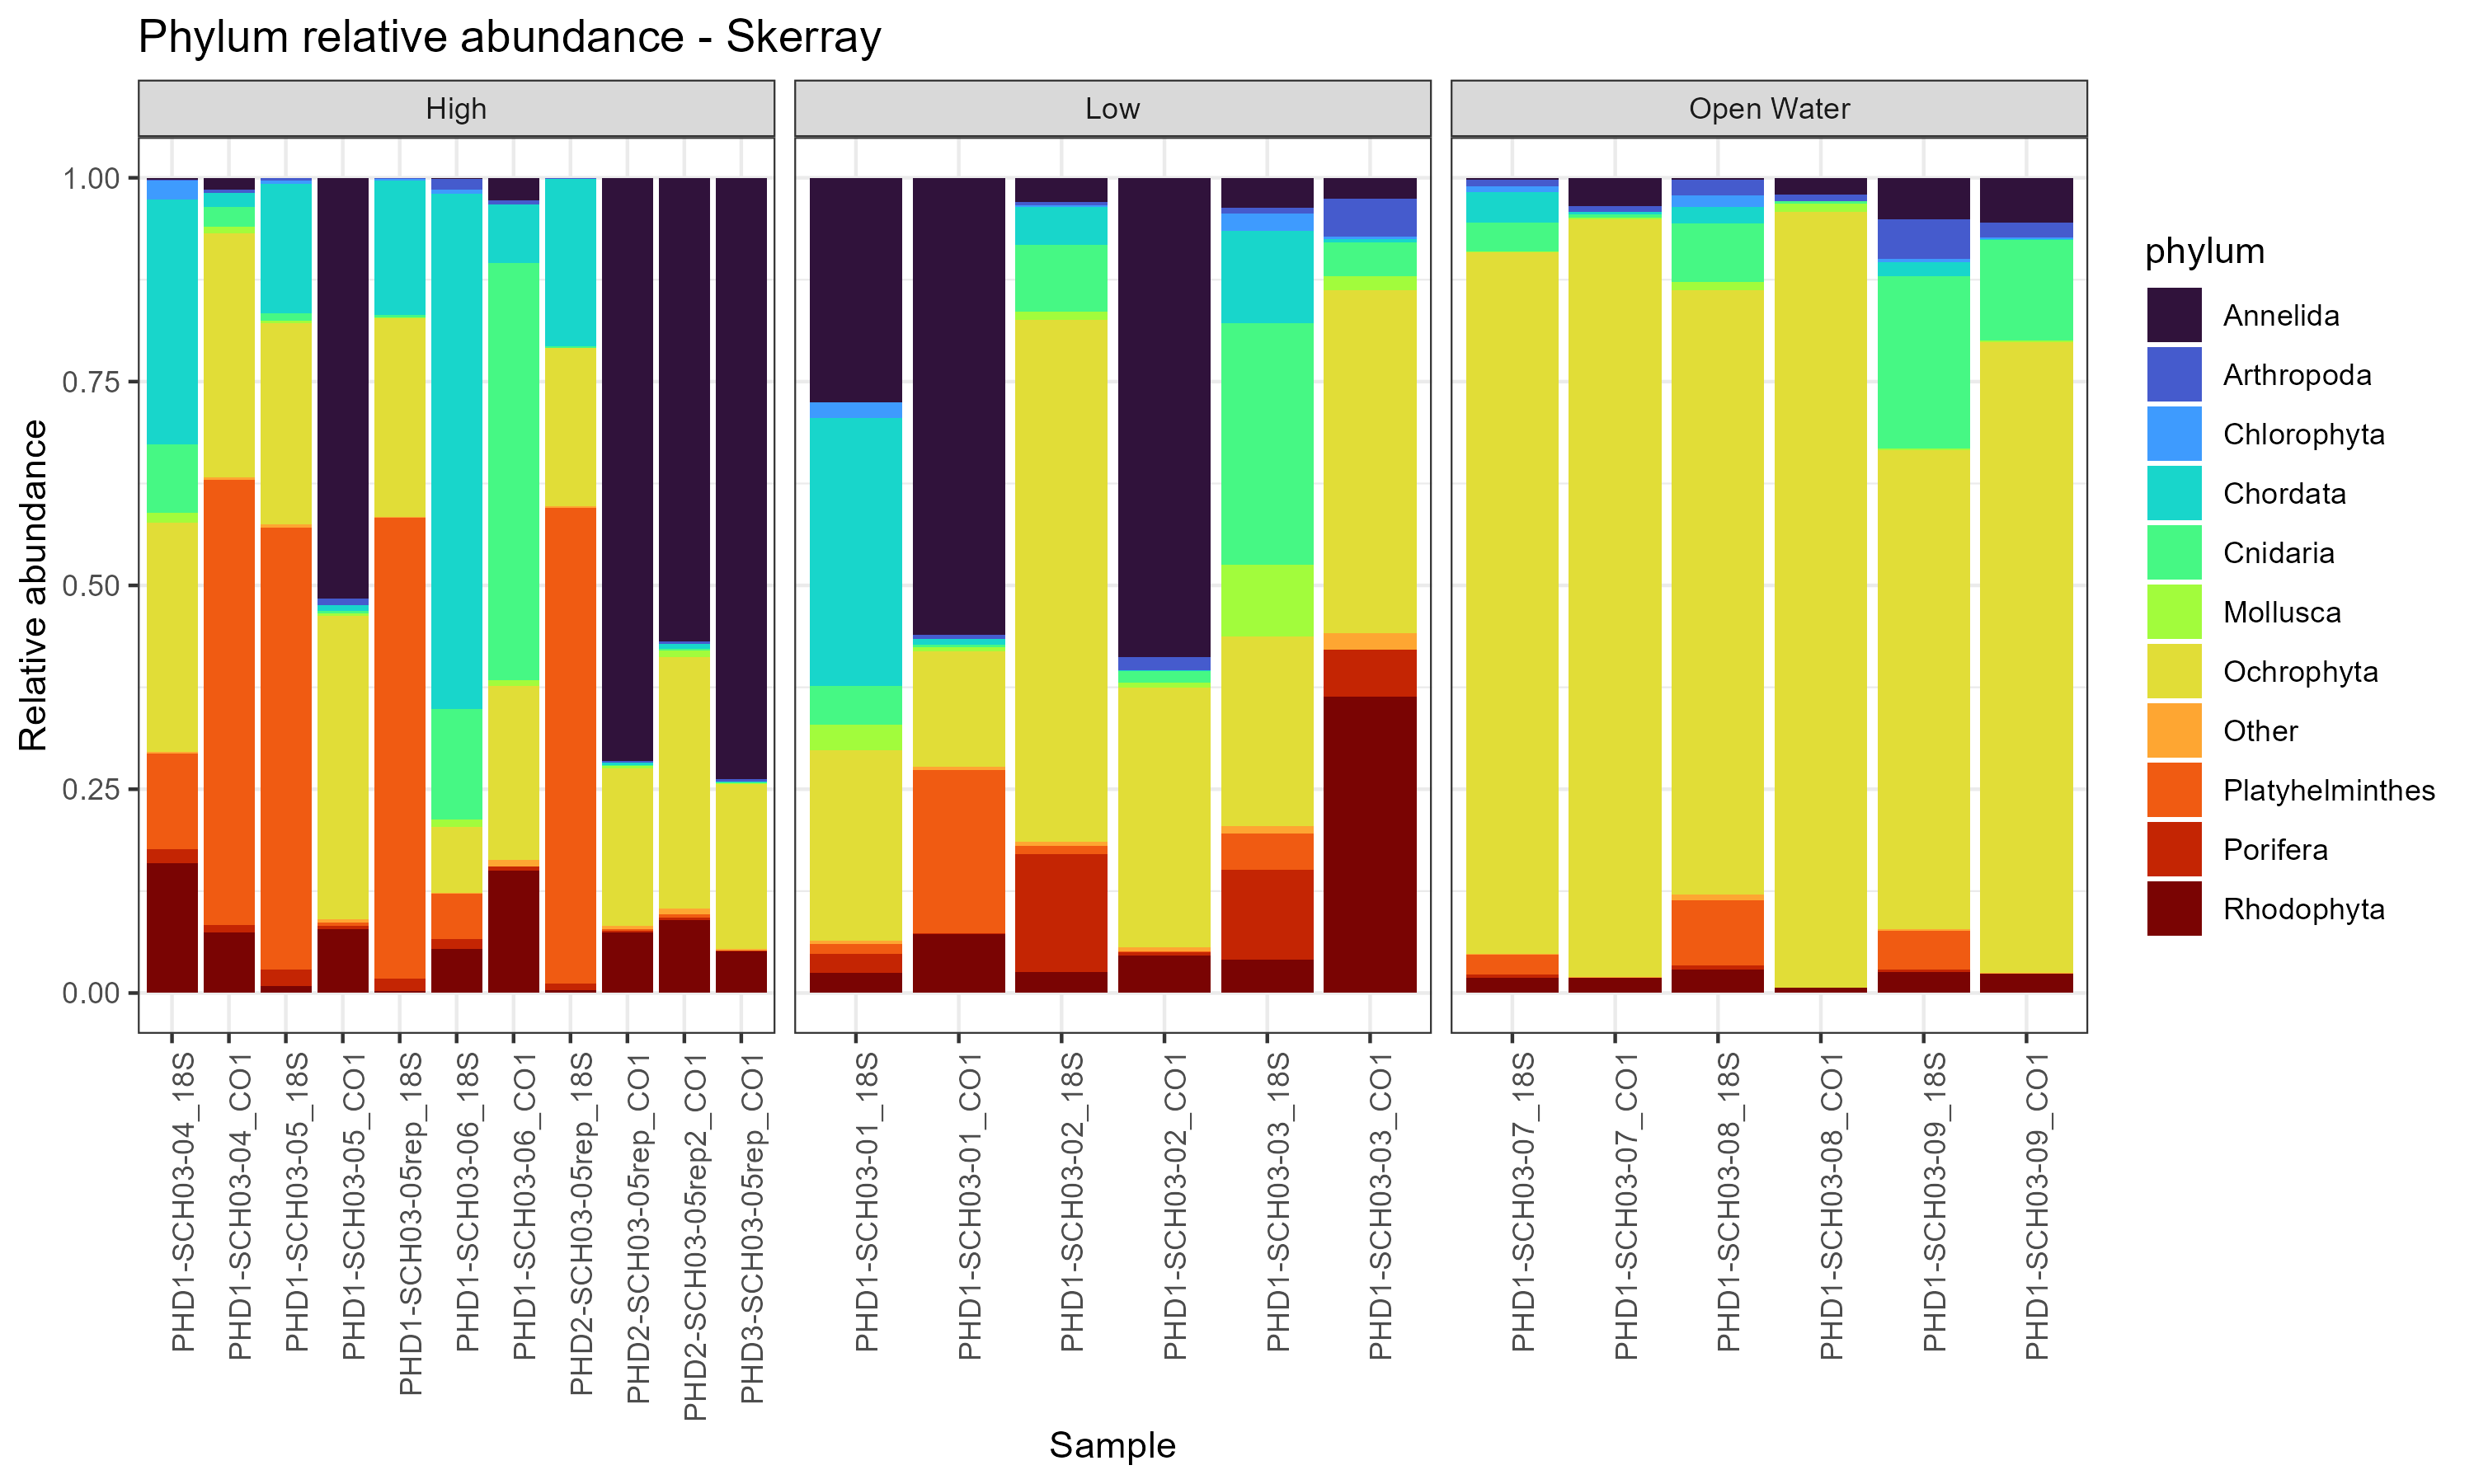 Phylum relative abundance - Skerray
High
Low
Open Water
Relative abundance
1.00
0.75
0.50
0.25
0.00
PHD1-SCH03-04_18S
PHD1-SCH03-04_CO1
PHD1-SCH03-05_18S
PHD1-SCH03-05_CO1
PHD1-SCH03-05rep_18S
PHD1-SCH03-06_18S
PHD1-SCH03-06_CO1
PHD2-SCH03-05rep_18S
PHD2-SCH03-05rep_CO1
PHD2-SCH03-05rep2_CO1
PHD3-SCH03-05rep_CO1
PHD1-SCH03-01_18S
PHD1-SCH03-01_CO1
PHD1-SCH03-02_18S
PHD1-SCH03-02_CO1
PHD1-SCH03-03_18S
PHD1-SCH03-03_CO1
PHD1-SCH03-07_18S
PHD1-SCH03-07_CO1
PHD1-SCH03-08_18S
PHD1-SCH03-08_CO1
PHD1-SCH03-09_18S
PHD1-SCH03-09_CO1
Sample
phylum
Annelida
Arthropoda
Chlorophyta
Chordata
Cnidaria
Mollusca
Ochrophyta
Other
Platyhelminthes
Porifera
Rhodophyta